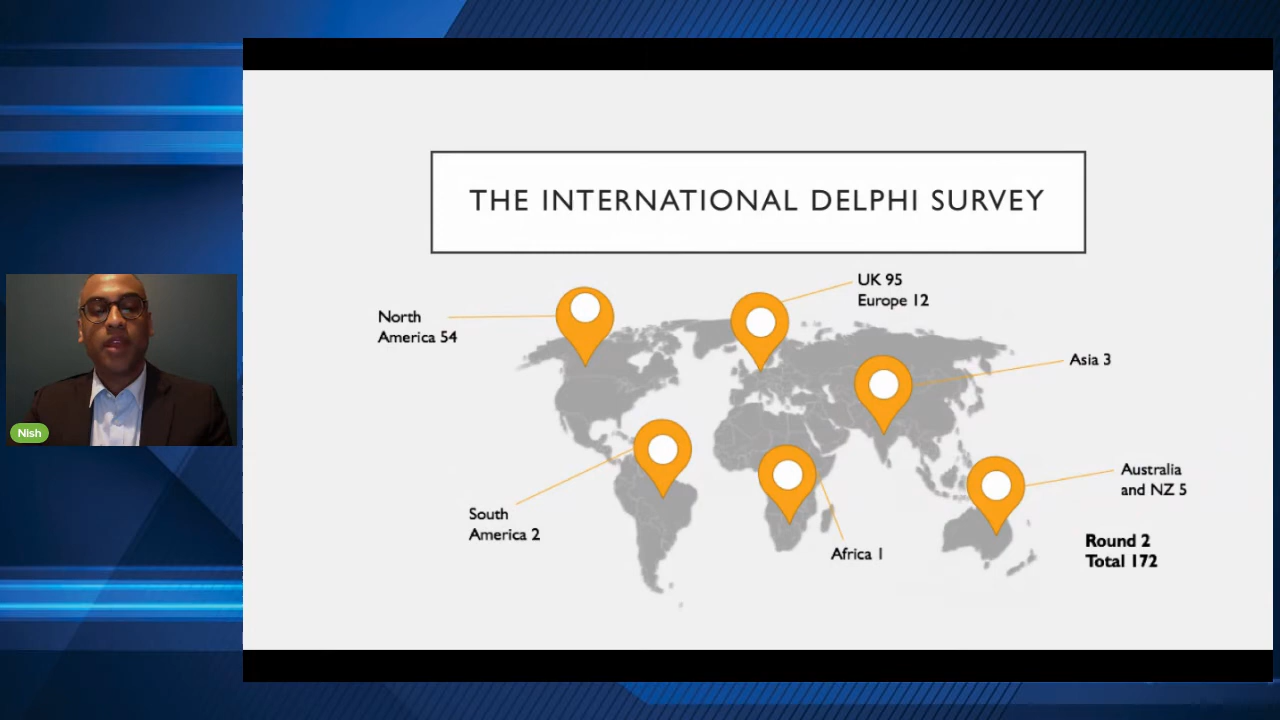 THE INTERNATIONAL DELPHI SURVEY
UK 95
Europe 12
North
America 54
Asia 3
Australia
and NZ 5
South
America 2
Africa 1
Round 2
Total 172
Nish